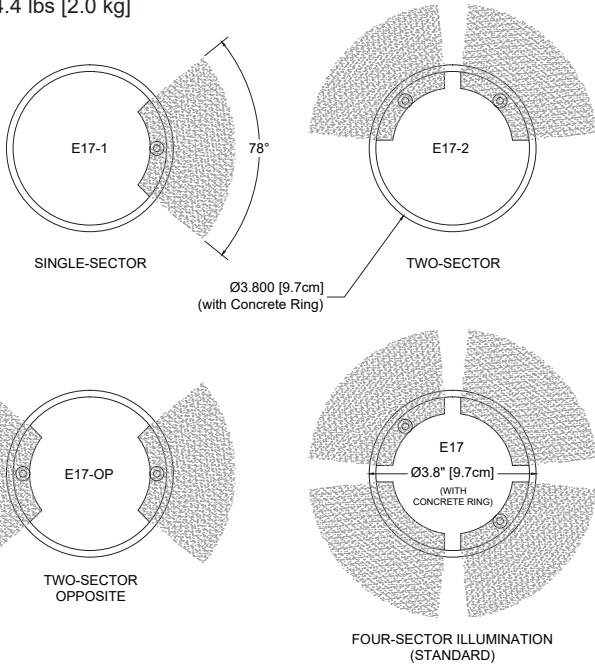 4.4 lbs [2.0 kg]
E17-1
78°
SINGLE-SECTOR
E17-2
TWO-SECTOR
Ø3.800 [9.7cm]
(with Concrete Ring)
E17-OP
TWO-SECTOR
OPPOSITE
E17
Ø3.8" [9.7cm]
(WITH
CONCRETE RING)
FOUR-SECTOR ILLUMINATION
(STANDARD)